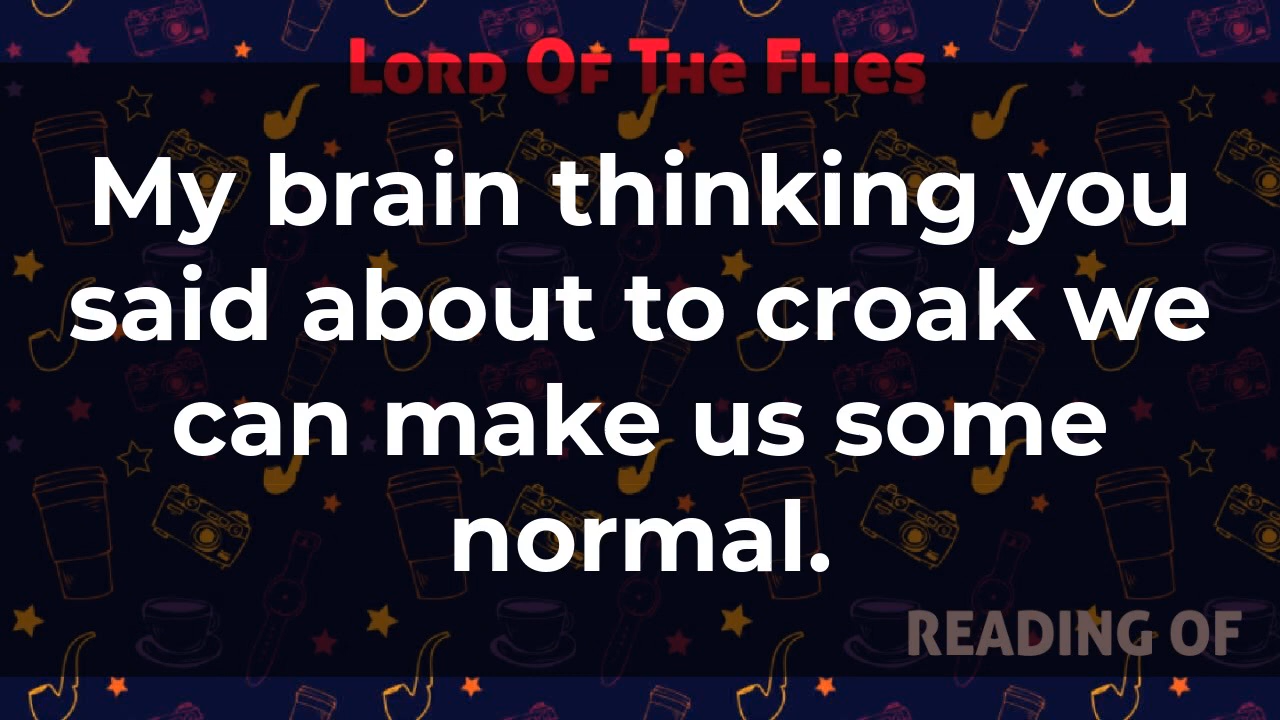 Lord Of The Flies
My brain thinking you
said about to croak we
can make us some
normal.
READING OF